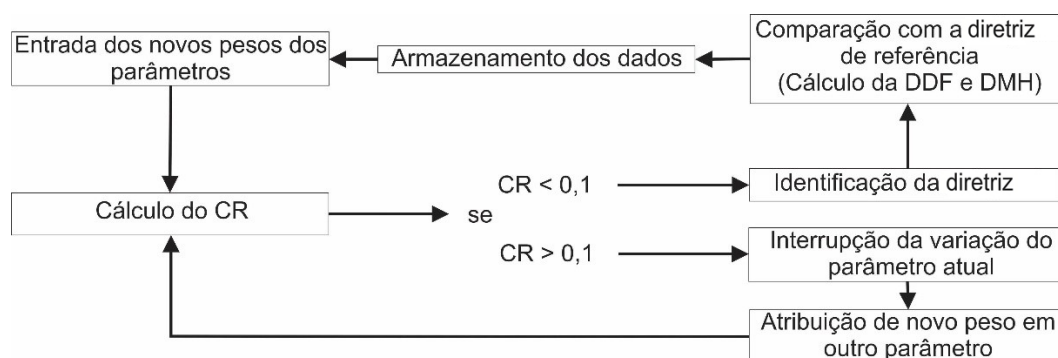 Entrada dos novos pesos dos
parâmetros
Armazenamento dos dados
Comparação com a diretriz
de referência
(Cálculo da DDF e DMH)
Cálculo do CR
se
CR < 0,1
Identificação da diretriz
CR > 0,1
Interrupção da variação do
parâmetro atual
Atribuição de novo peso em
outro parâmetro